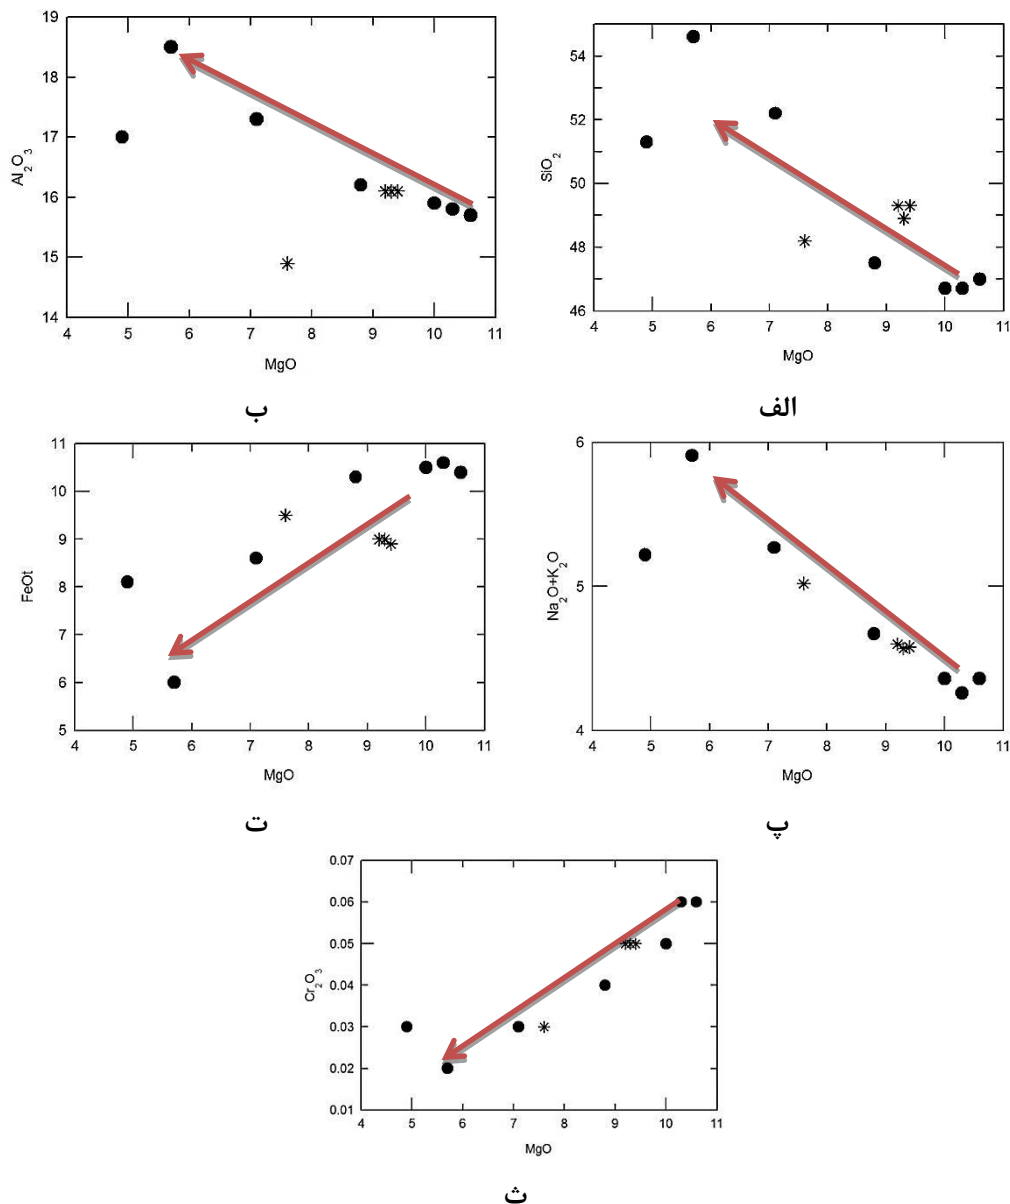 19
18
17
16
15
14
4 5 6 7 8 9 10 11
Al2O3
MgO
ب
54
52
50
48
46
4 5 6 7 8 9 10 11
SiO2
MgO
الف
11
10
9
8
7
6
5
4 5 6 7 8 9 10 11
FeOt
MgO
ت
6
5
4
4 5 6 7 8 9 10 11
Na2O+K2O
MgO
پ
0.07
0.06
0.05
0.04
0.03
0.02
0.01
4 5 6 7 8 9 10 11
Cr2O3
MgO
ث